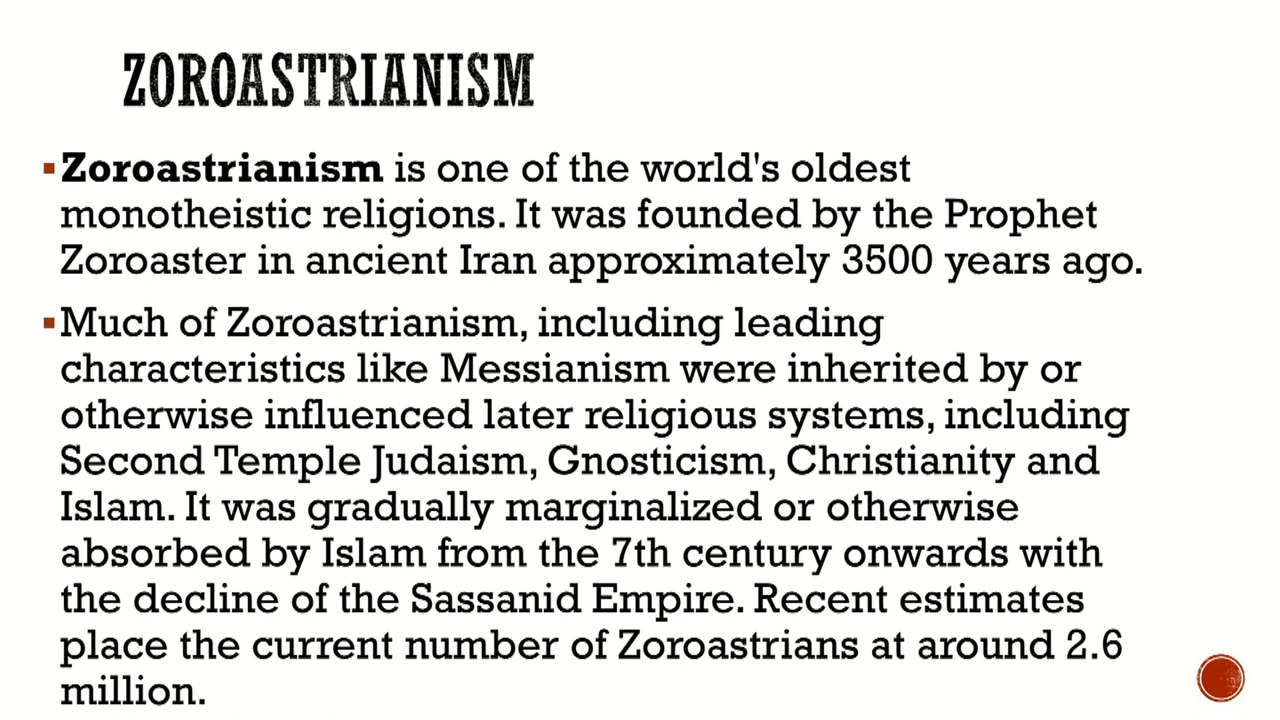 ZOROASTRIANISM
▪Zoroastrianism is one of the world's oldest
monotheistic religions. It was founded by the Prophet
Zoroaster in ancient Iran approximately 3500 years ago.
▪Much of Zoroastrianism, including leading
characteristics like Messianism were inherited by or
otherwise influenced later religious systems, including
Second Temple Judaism, Gnosticism, Christianity and
Islam. It was gradually marginalized or otherwise
absorbed by Islam from the 7th century onwards with
the decline of the Sassanid Empire. Recent estimates
place the current number of Zoroastrians at around 2.6
million.